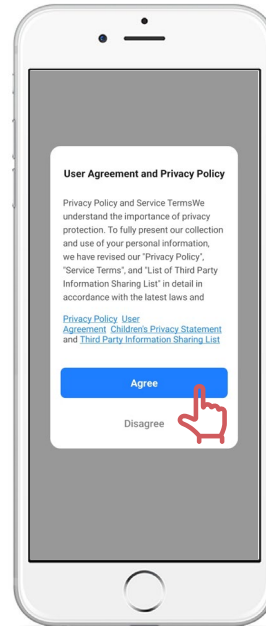 User Agreement and Privacy Policy
Privacy Policy and Service TermsWe
understand the importance of privacy
protection. To fully present our collection
and use of your personal information,
we have revised our "Privacy Policy",
"Service Terms", and "List of Third Party
Information Sharing List" in detail in
accordance with the latest laws and
Privacy Policy User
Agreement Children's Privacy Statement
and Third Party Information Sharing List
Agree
Disagree